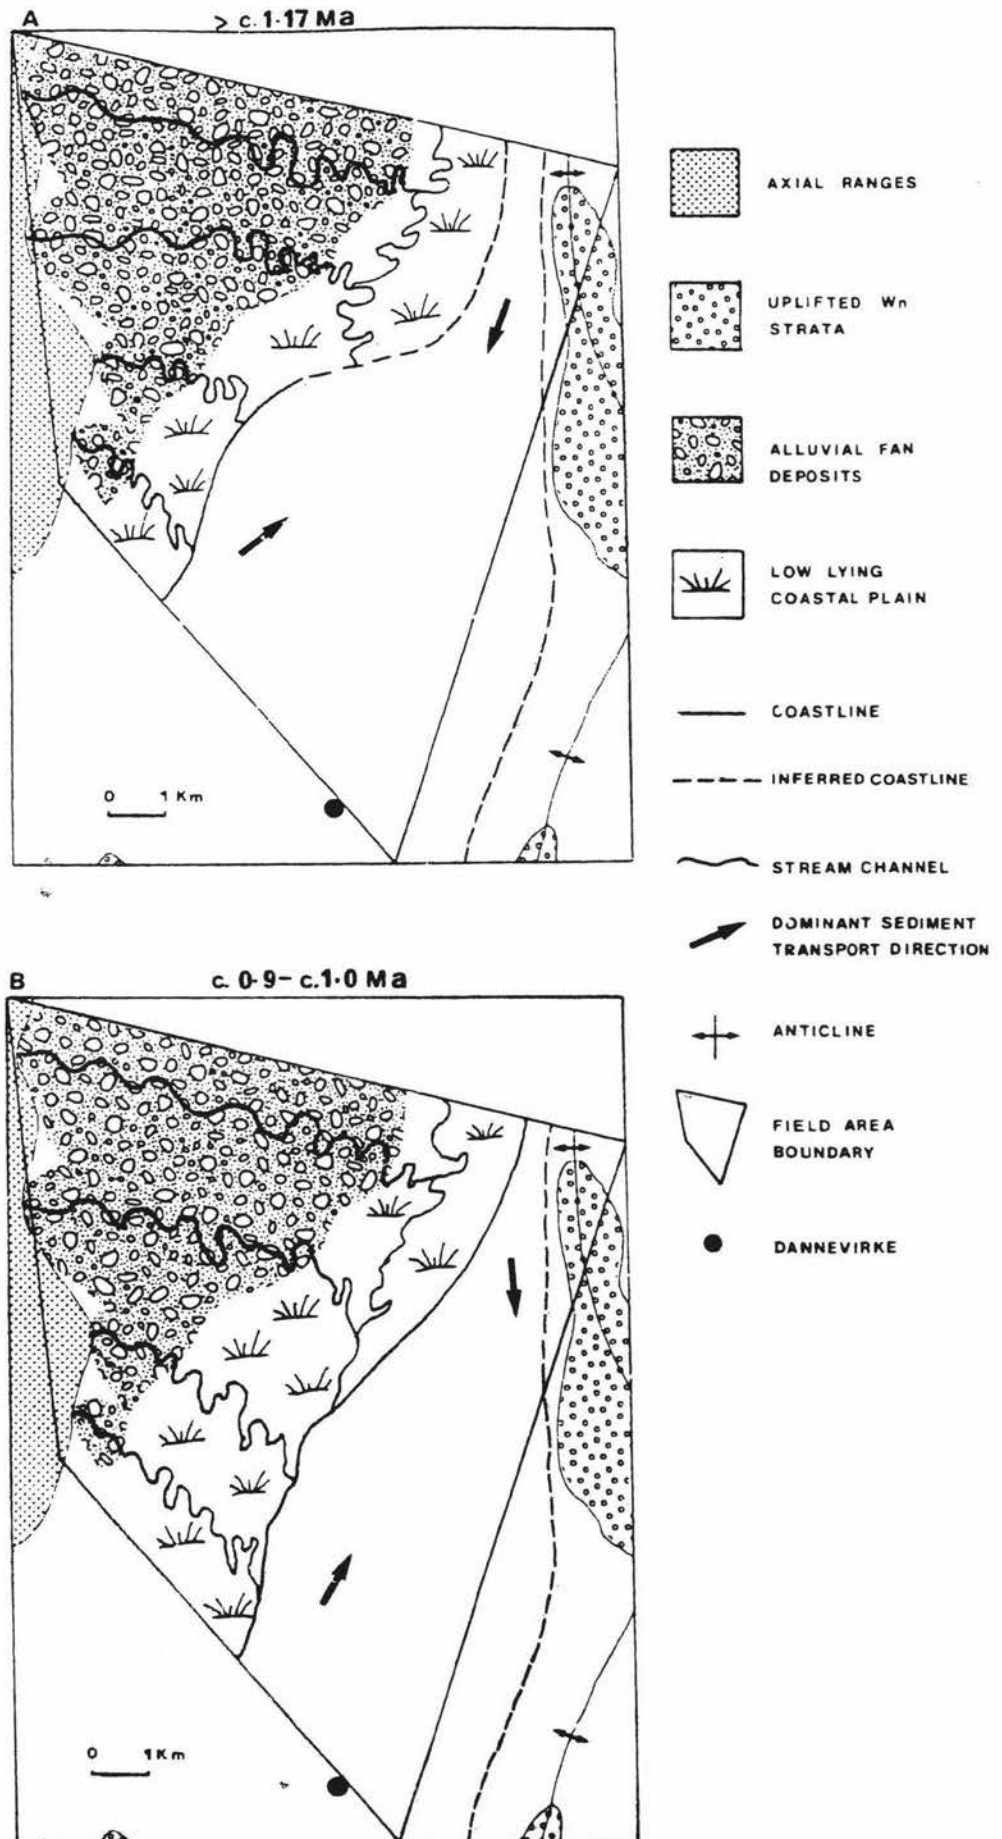 A
> c. 1·17 Ma
AXIAL RANGES
UPLIFTED Wn
STRATA
ALLUVIAL FAN
DEPOSITS
LOW LYING
COASTAL PLAIN
COASTLINE
INFERRED COASTLINE
STREAM CHANNEL
DOMINANT SEDIMENT
TRANSPORT DIRECTION
ANTICLINE
FIELD AREA
BOUNDARY
DANNEVIRKE
0 1 Km
B
c. 0·9 – c. 1·0 Ma
0 1 Km